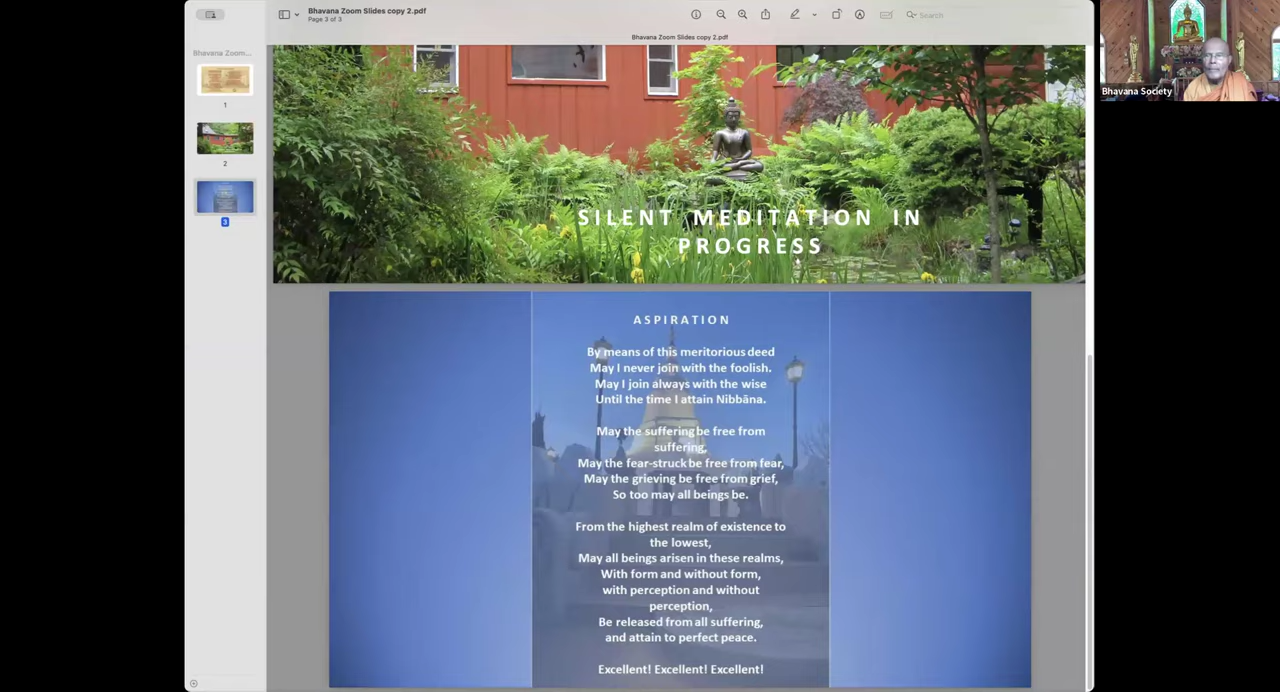 Bhavana Zoom Slides copy 2.pdf
Page 3 of 3
Search
Bhavana Zoom Slides copy 2.pdf
Bhavana Zoom...
1
2
3
SILENT MEDITATION IN
PROGRESS
ASPIRATION
By means of this meritorious deed
May I never join with the foolish.
May I join always with the wise
Until the time I attain Nibbāna.
May the suffering be free from
suffering,
May the fear-struck be free from fear,
May the grieving be free from grief,
So too may all beings be.
From the highest realm of existence to
the lowest,
May all beings arisen in these realms,
With form and without form,
with perception and without
perception,
Be released from all suffering,
and attain to perfect peace.
Excellent! Excellent! Excellent!
Bhavana Society